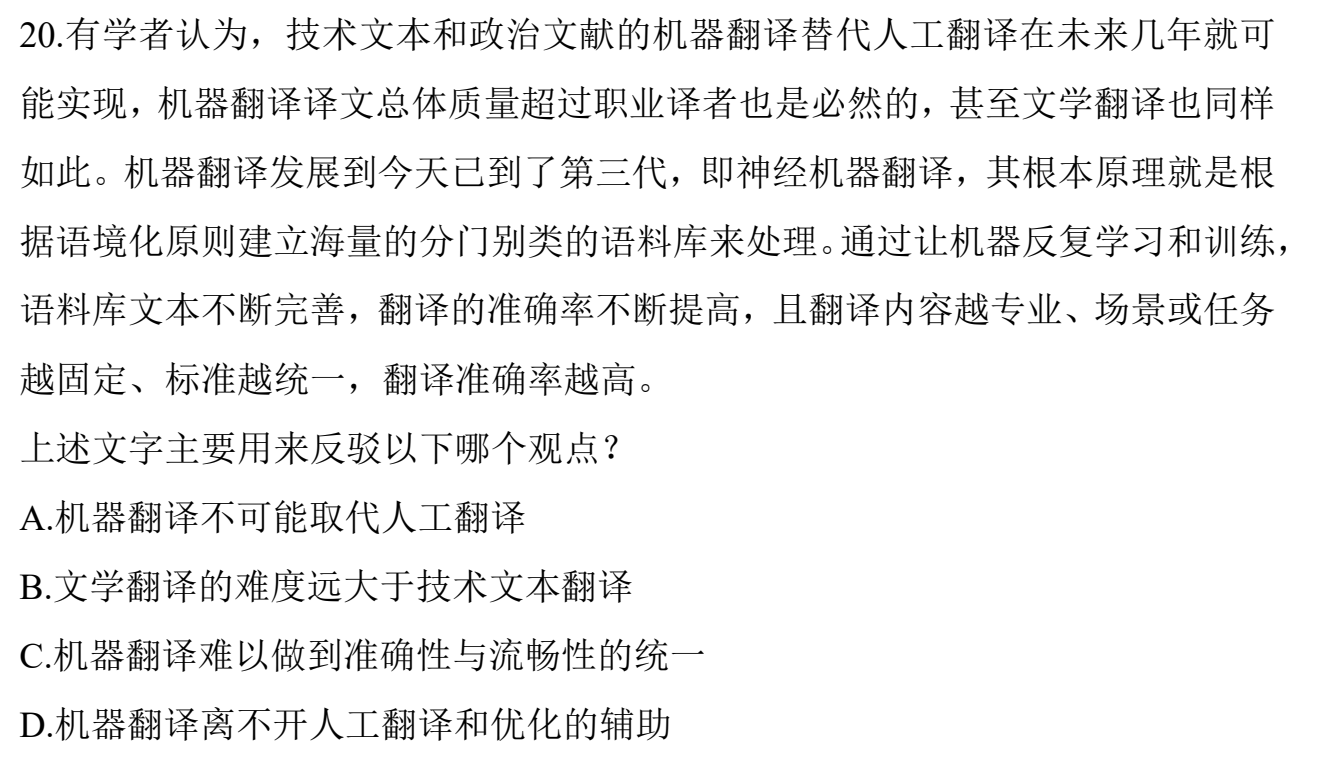 20.有学者认为，技术文本和政治文献的机器翻译替代人工翻译在未来几年就可
能实现，机器翻译译文总体质量超过职业译者也是必然的，甚至文学翻译也同样
如此。机器翻译发展到今天已到了第三代，即神经机器翻译，其根本原理就是根
据语境化原则建立海量的分门别类的语料库来处理。通过让机器反复学习和训练，
语料库文本不断完善，翻译的准确率不断提高，且翻译内容越专业、场景或任务
越固定、标准越统一，翻译准确率越高。
上述文字主要用来反驳以下哪个观点？
A.机器翻译不可能取代人工翻译
B.文学翻译的难度远大于技术文本翻译
C.机器翻译难以做到准确性与流畅性的统一
D.机器翻译离不开人工翻译和优化的辅助